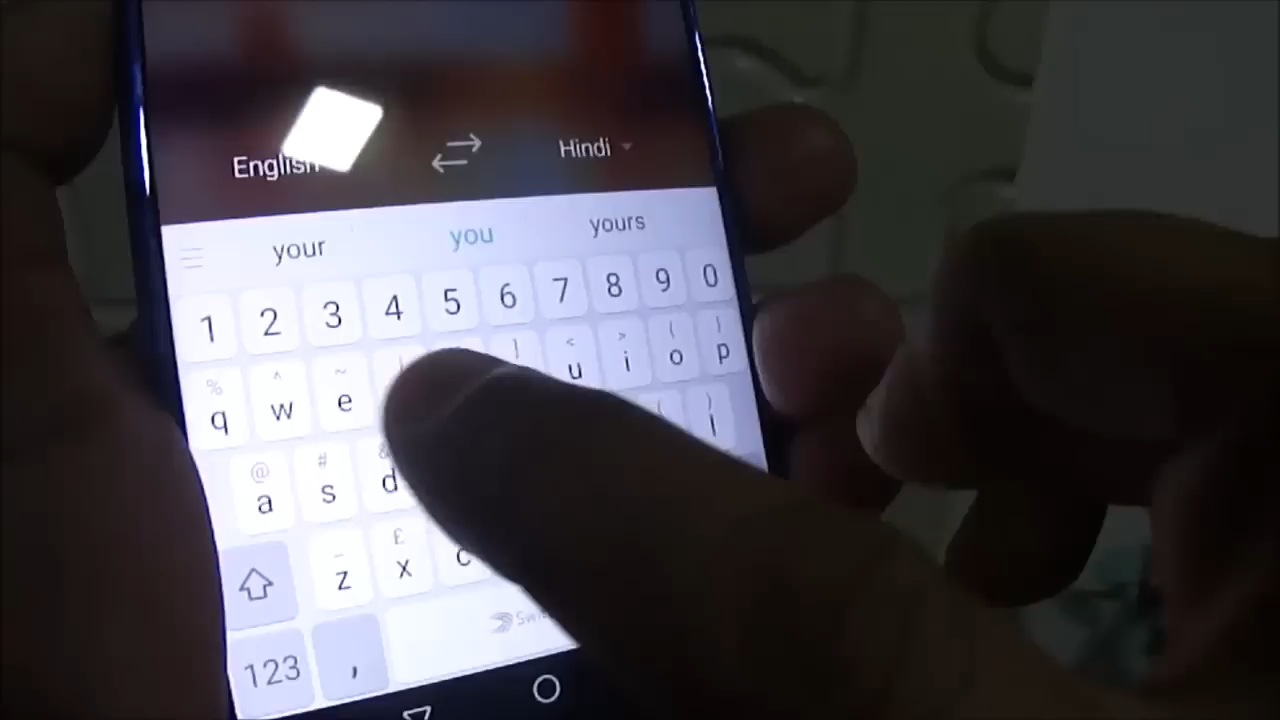 English Hindi
your you yours
1 2 3 4 5 6 7 8 9 0
% ^ ~ ] < > { }
q w e u i o p
@ # & ( )
a s d l
_ £
z x c
123 ,